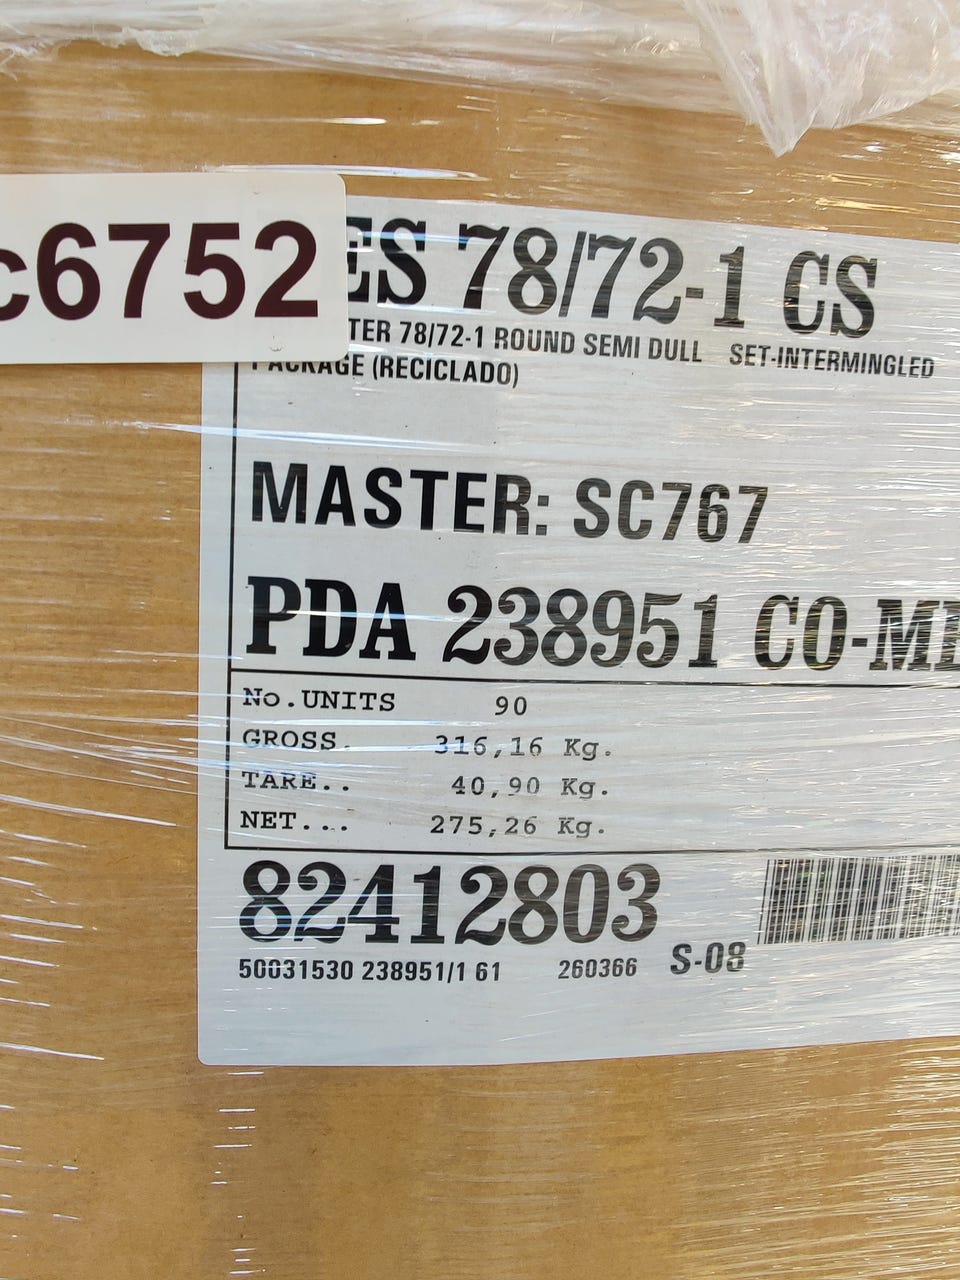 c6752
ES 78/72-1 CS
TER 78/72-1 ROUND SEMI DULL SET-INTERMINGLED
PACKAGE (RECICLADO)
MASTER: SC767
PDA 238951 CO-ME
No.UNITS 90
GROSS. 316,16 Kg.
TARE.. 40,90 Kg.
NET... 275,26 Kg.
82412803
50031530 238951/1 61 260366 S-08